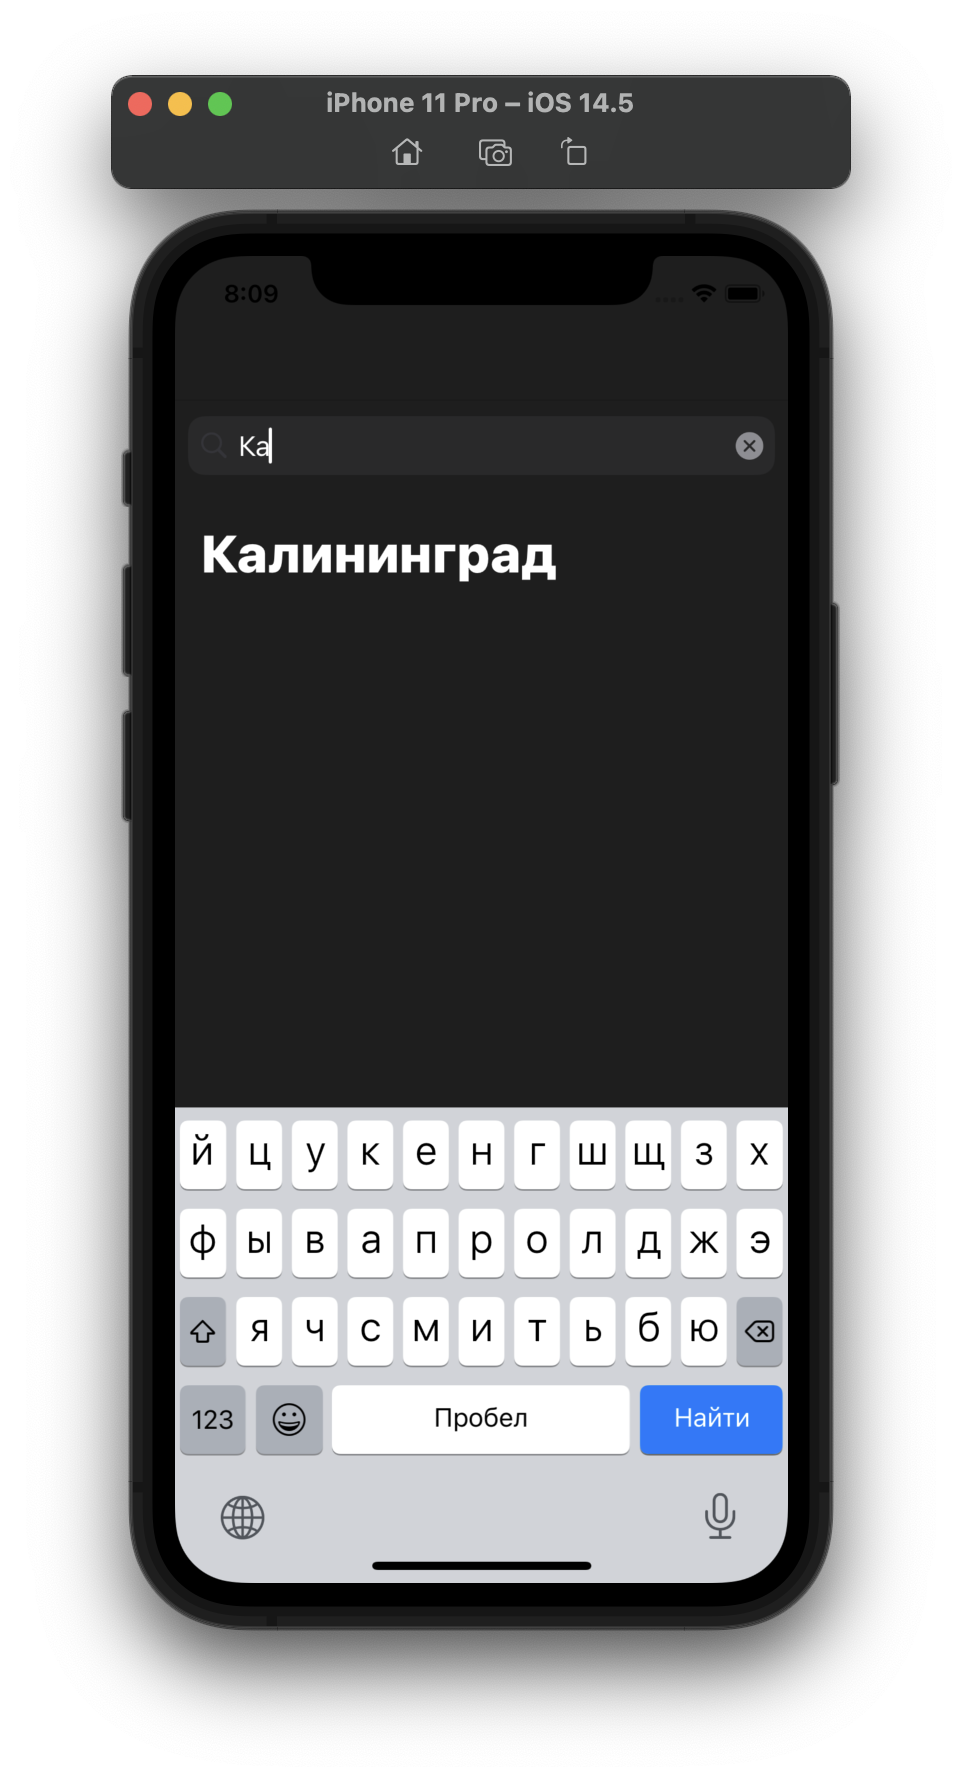 iPhone 11 Pro – iOS 14.5
8:09
Ка
Калининград
й ц у к е н г ш щ з х
ф ы в а п р о л д ж э
я ч с м и т ь б ю
123 Пробел Найти